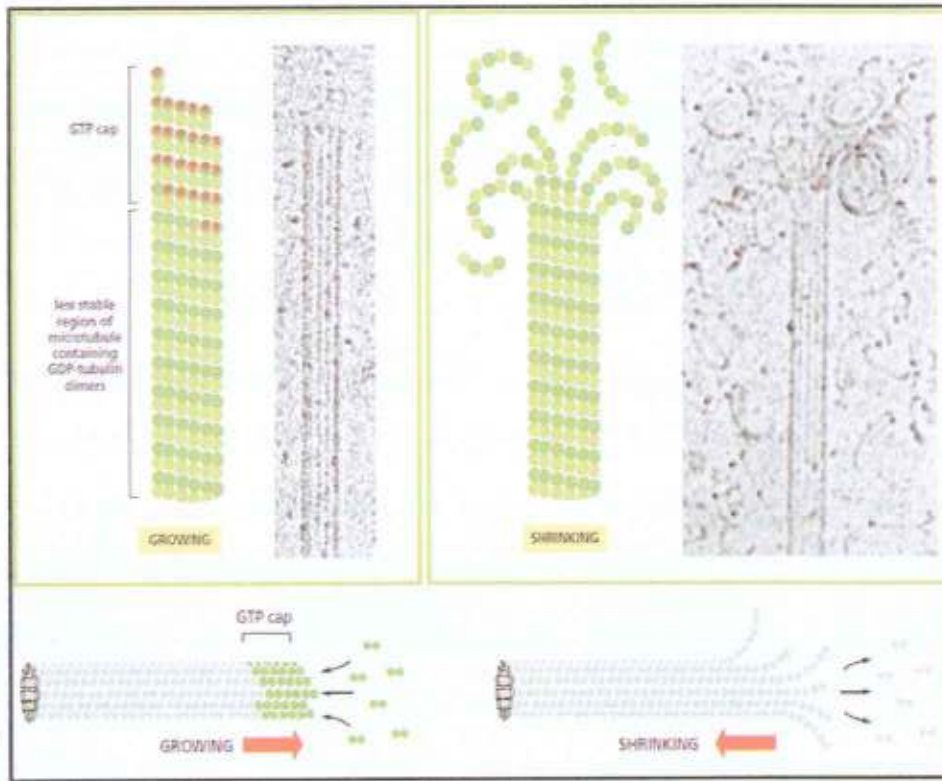 GTP cap
less stable
region of
microtubule
containing
GDP-tubulin
dimers
GROWING
SHRINKING
GTP cap
GROWING
SHRINKING